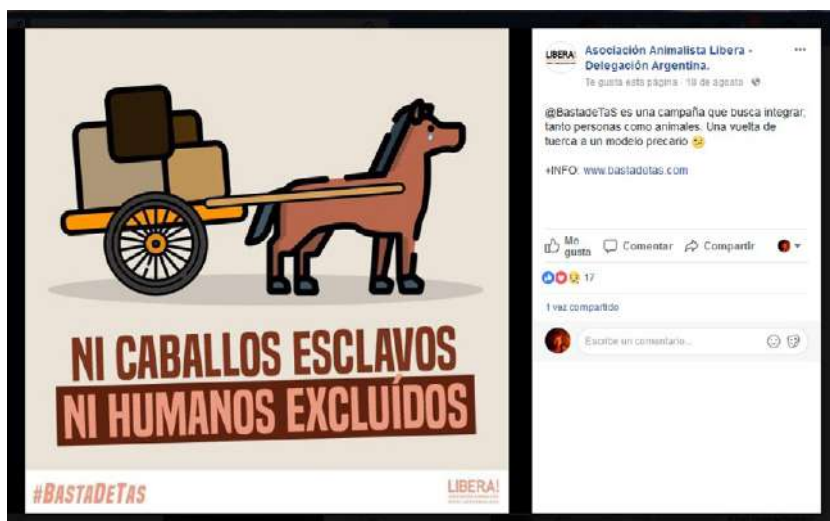 NI CABALLOS ESCLAVOS
NI HUMANOS EXCLUÍDOS
#BASTADETAS
LIBERA!
LIBERA!
Asociación Animalista Libera -
Delegación Argentina.
Te gusta esta página · 18 de agosto ·
@BastadeTaS es una campaña que busca integrar,
tanto personas como animales. Una vuelta de
tuerca a un modelo precario
+INFO: www.bastadetas.com
Me gusta
Comentar
Compartir
17
1 vez compartido
Escribe un comentario...